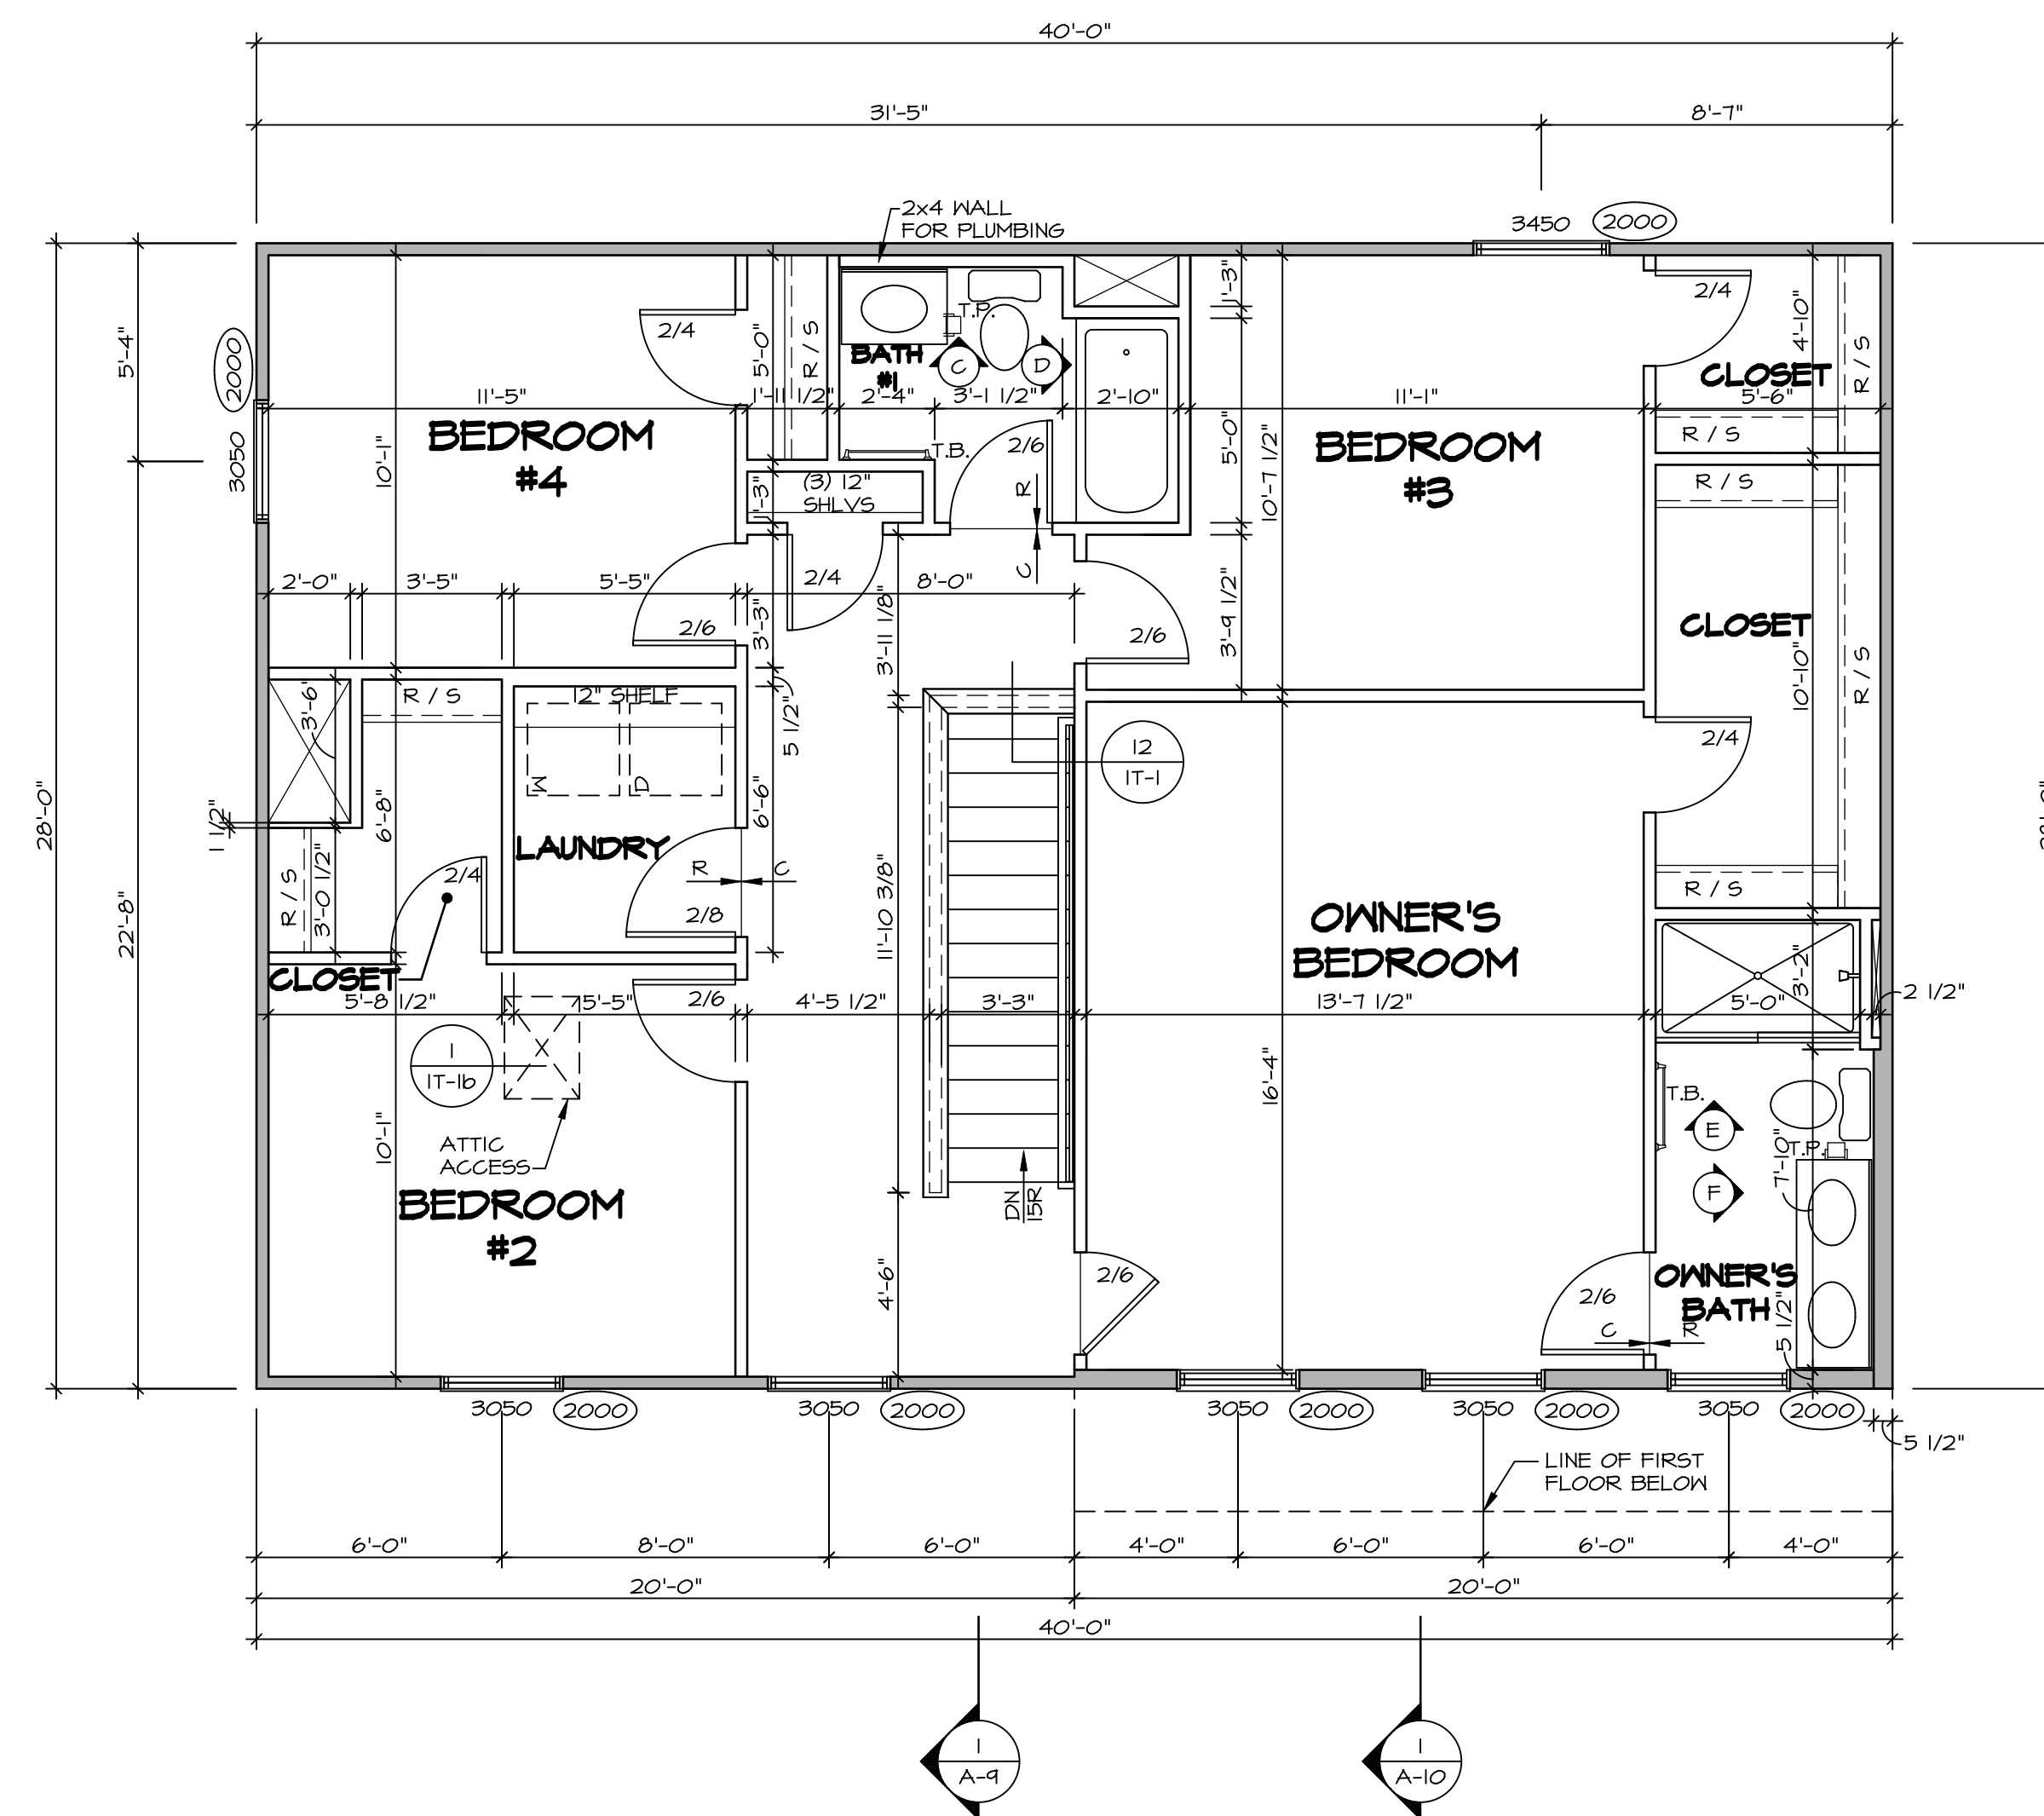 40'-0"
31'-5"
8'-7"
2x4 WALL
FOR PLUMBING
3450
2000
5'-4"
2000
3050
28'-0"
22'-8"
2/4
5'-0"
R / S
T.P.
BATH
#1
C
D
1'-3"
2/4
4'-10"
R / S
CLOSET
11'-5"
1'-11 1/2"
2'-4"
3'-1 1/2"
2'-10"
11'-1"
5'-6"
BEDROOM
#4
10'-1"
T.B.
2/6
5'-0"
10'-7 1/2"
BEDROOM
#3
R / S
R / S
(3) 12"
SHLVS
1'-3"
R
C
2'-0"
3'-5"
5'-5"
2/4
8'-0"
2/6
3'-3"
3'-11 1/8"
2/6
3'-9 1/2"
CLOSET
10'-10"
R / S
3'-6"
R / S
12" SHELF
5 1/2"
W
D
12
1T-1
2/4
1 1/2"
6'-8"
6'-6"
LAUNDRY
R
C
R / S
3'-0 1/2"
2/4
2/8
11'-10 3/8"
OWNER'S
BEDROOM
R / S
CLOSET
5'-8 1/2"
5'-5"
2/6
4'-5 1/2"
3'-3"
13'-7 1/2"
5'-0"
3'-2"
2 1/2"
1
1T-1b
ATTIC
ACCESS
10'-1"
16'-4"
T.B.
E
T.P.
F
7'-10"
BEDROOM
#2
DN
15R
4'-6"
2/6
2/6
OWNER'S
BATH
C
R
5 1/2"
3050
2000
3050
2000
3050
2000
3050
2000
3050
2000
5 1/2"
LINE OF FIRST
FLOOR BELOW
6'-0"
8'-0"
6'-0"
4'-0"
6'-0"
6'-0"
4'-0"
20'-0"
20'-0"
40'-0"
1
A-9
1
A-10